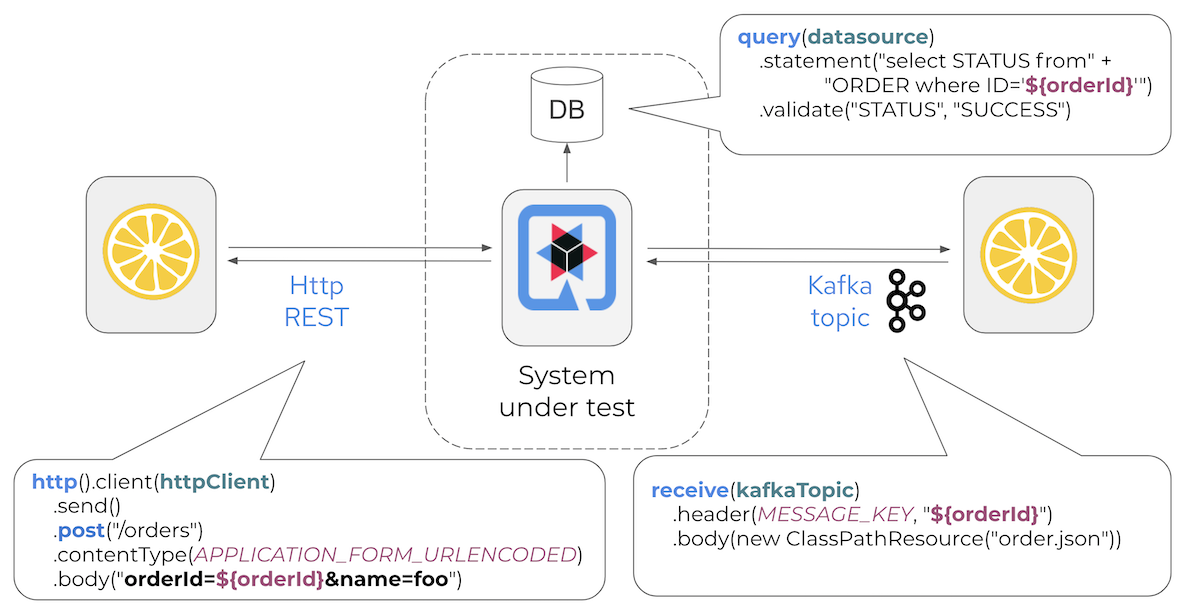 query(datasource)
.statement("select STATUS from" +
"ORDER where ID='${orderId}'")
.validate("STATUS", "SUCCESS")
DB
Http
REST
Kafka
topic
System
under test
http().client(httpClient)
.send()
.post("/orders")
.contentType(APPLICATION_FORM_URLENCODED)
.body("orderId=${orderId}&name=foo")
receive(kafkaTopic)
.header(MESSAGE_KEY, "${orderId}")
.body(new ClassPathResource("order.json"))